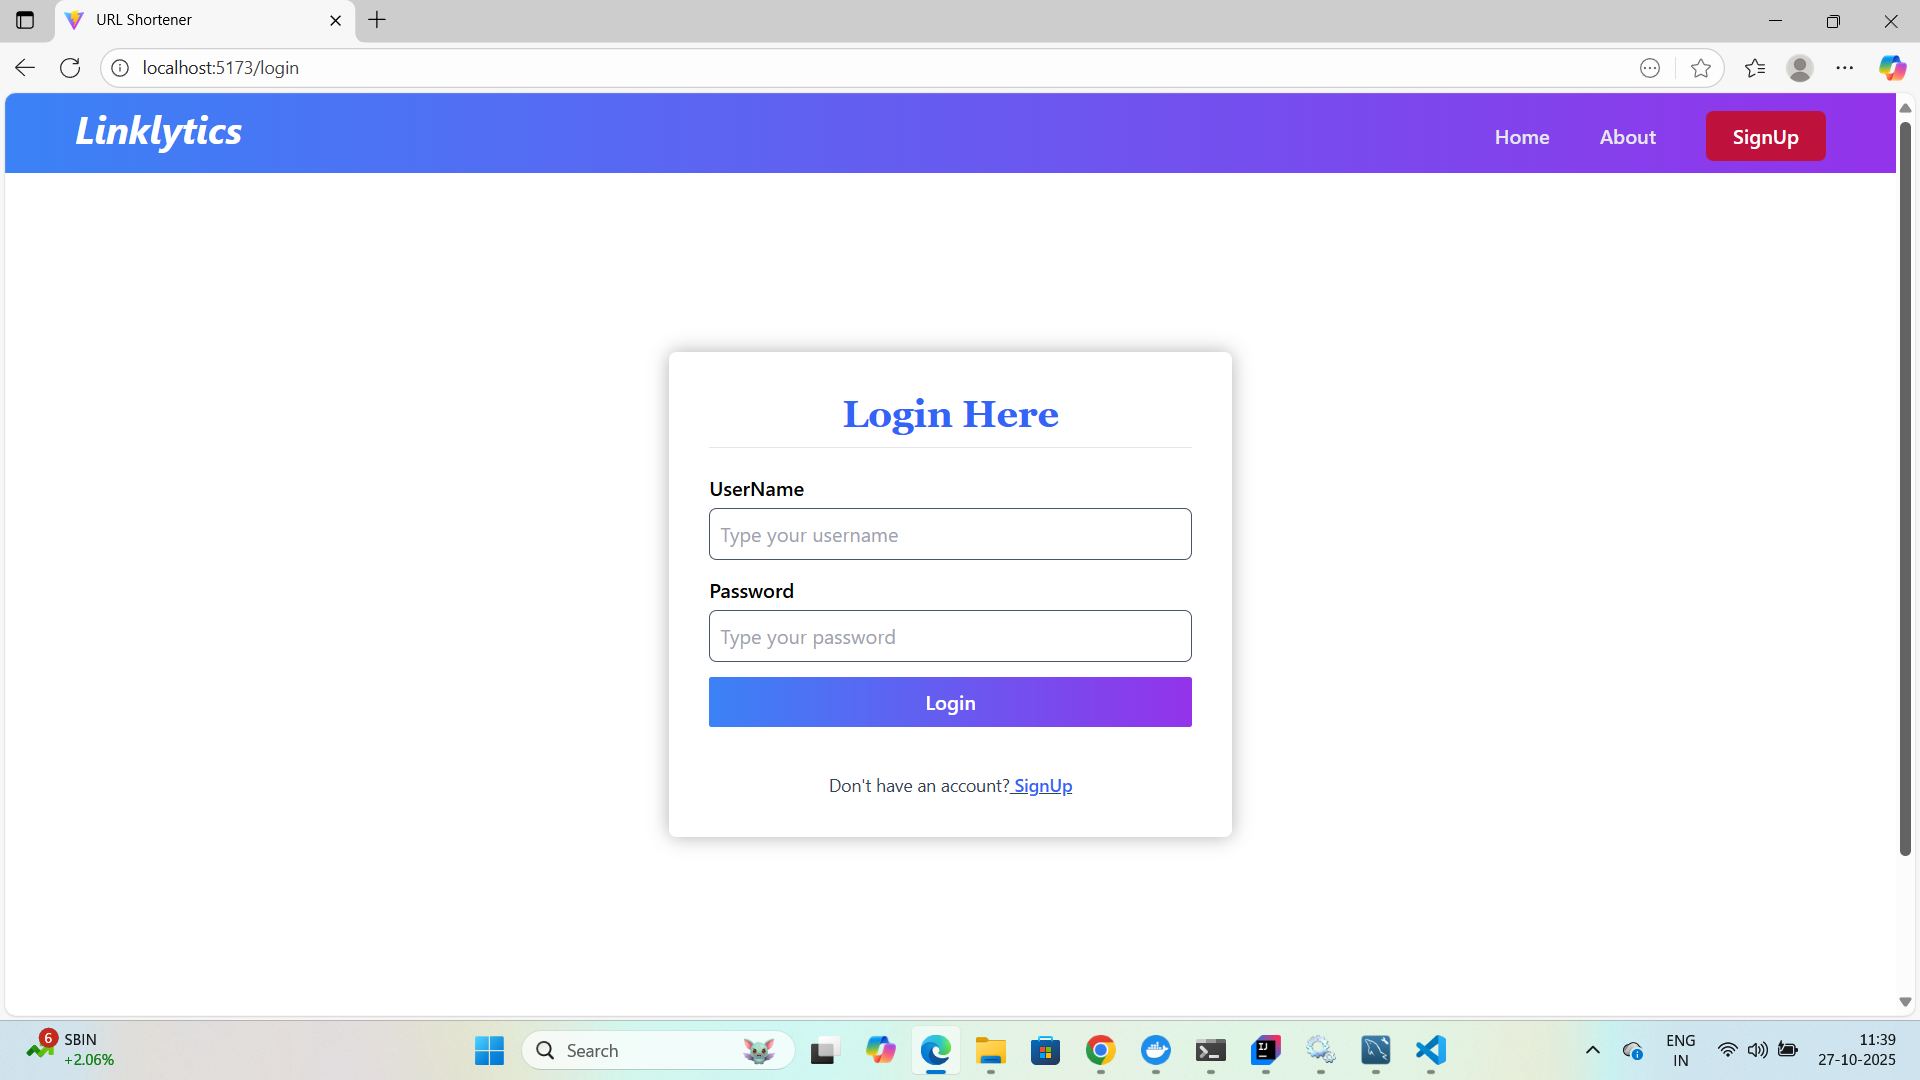 URL Shortener
localhost:5173/login
Linklytics
Home
About
SignUp
Login Here
UserName
Type your username
Password
Type your password
Login
Don't have an account? SignUp
6
SBIN
+2.06%
Search
IJ
ENG
IN
11:39
27-10-2025